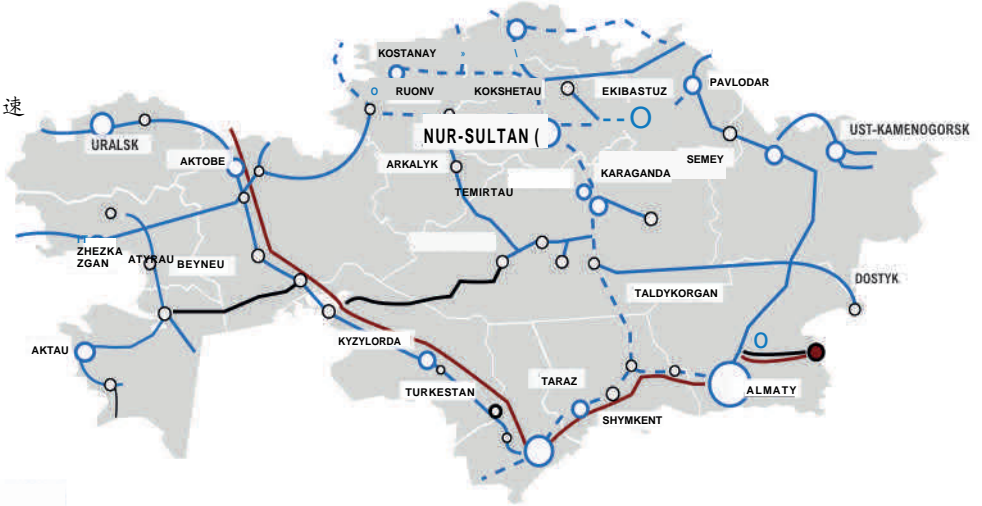 KOSTANAY
RUONV
KOKSHETAU
EKIBASTUZ
PAVLODAR
速
NUR-SULTAN (
UST-KAMENOGORSK
URALSK
AKTOBE
ARKALYK
SEMEY
KARAGANDA
TEMIRTAU
ZHEZKA
ZGAN
ATYRAU
BEYNEU
DOSTYK
TALDYKORGAN
KYZYLORDA
AKTAU
TURKESTAN
TARAZ
ALMATY
SHYMKENT